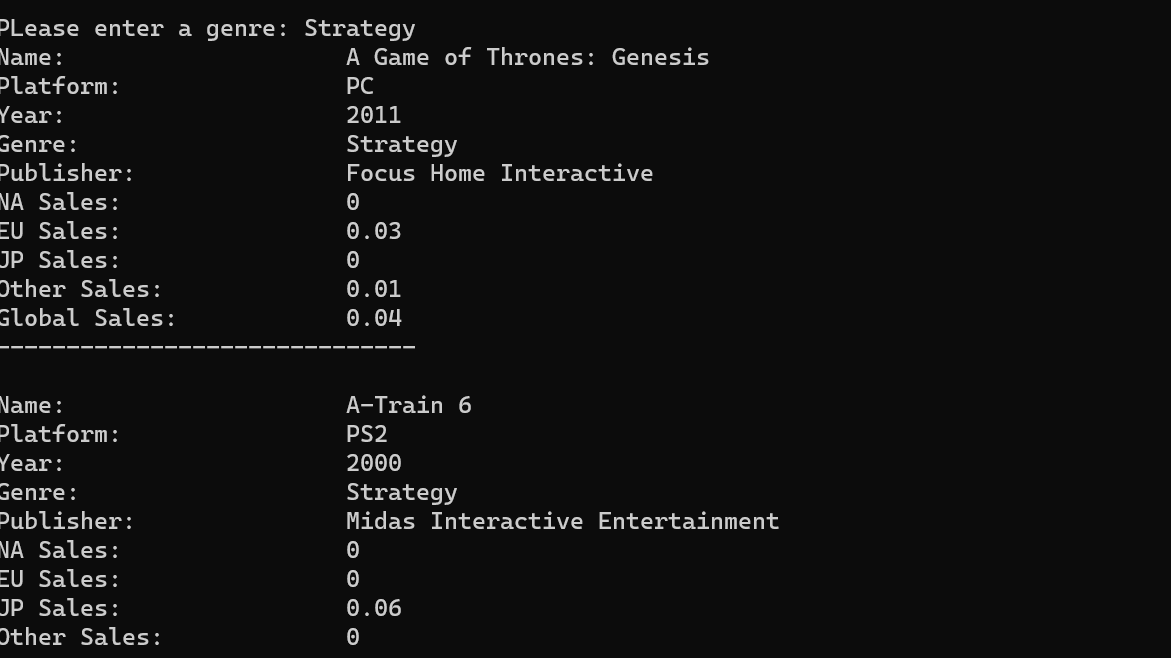 PLease enter a genre: Strategy
Name: A Game of Thrones: Genesis
Platform: PC
Year: 2011
Genre: Strategy
Publisher: Focus Home Interactive
NA Sales: 0
EU Sales: 0.03
JP Sales: 0
Other Sales: 0.01
Global Sales: 0.04
------------------------------
Name: A-Train 6
Platform: PS2
Year: 2000
Genre: Strategy
Publisher: Midas Interactive Entertainment
NA Sales: 0
EU Sales: 0
JP Sales: 0.06
Other Sales: 0